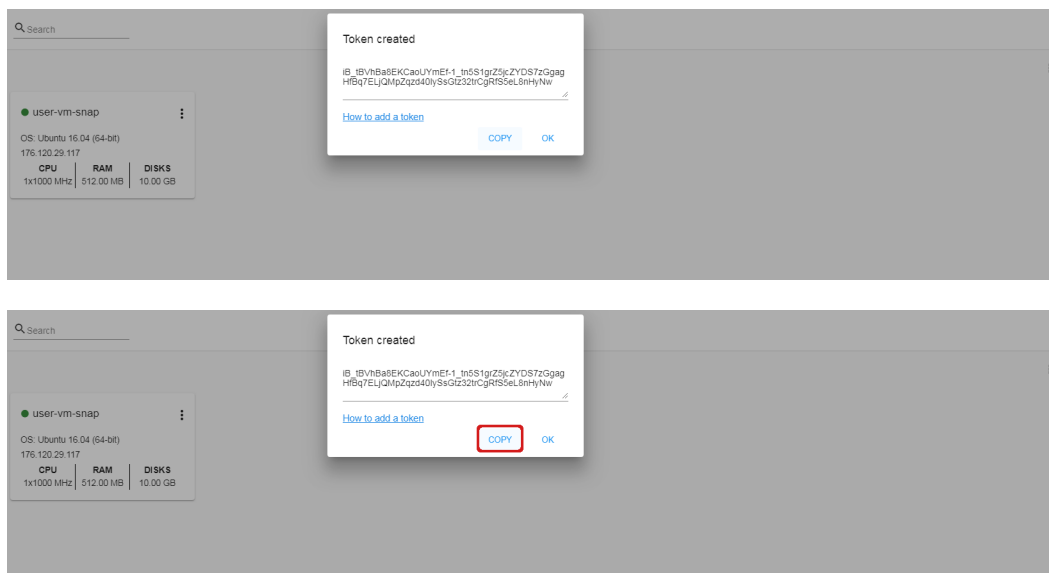 Search
Token created
iB_tBVhBa8EKCaoUYmEf-1_tn5S1grZ5jcZYDS7zGgag
HfBq7ELjQMpZqzd40IySsGtz32trCgRfS5eL8nHyNw
How to add a token
COPY OK
user-vm-snap
OS: Ubuntu 16.04 (64-bit)
176.120.29.117
CPU RAM DISKS
1x1000 MHz 512.00 MB 10.00 GB
Search
Token created
iB_tBVhBa8EKCaoUYmEf-1_tn5S1grZ5jcZYDS7zGgag
HfBq7ELjQMpZqzd40IySsGtz32trCgRfS5eL8nHyNw
How to add a token
COPY OK
user-vm-snap
OS: Ubuntu 16.04 (64-bit)
176.120.29.117
CPU RAM DISKS
1x1000 MHz 512.00 MB 10.00 GB